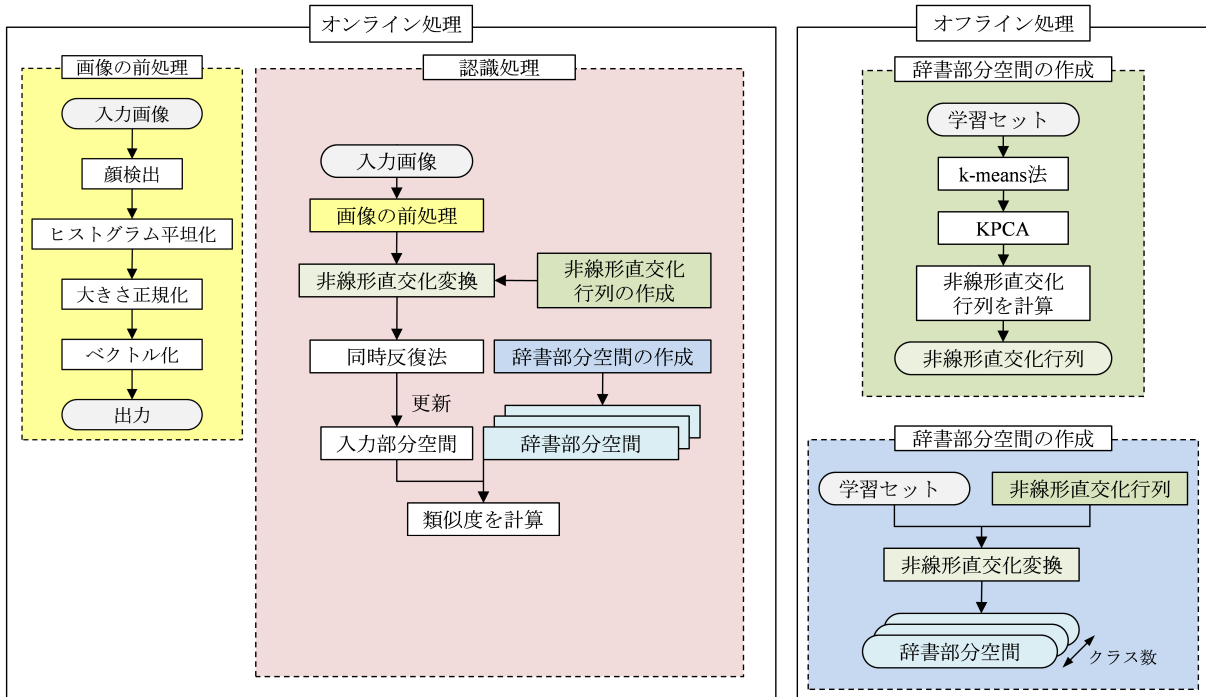 オンライン処理
画像の前処理
入力画像
顔検出
ヒストグラム平坦化
大きさ正規化
ベクトル化
出力
認識処理
入力画像
画像の前処理
非線形直交化変換
非線形直交化
行列の作成
同時反復法
辞書部分空間の作成
更新
入力部分空間
辞書部分空間
類似度を計算
オフライン処理
辞書部分空間の作成
学習セット
k-means法
KPCA
非線形直交化
行列を計算
非線形直交化行列
辞書部分空間の作成
学習セット
非線形直交化行列
非線形直交化変換
辞書部分空間
クラス数